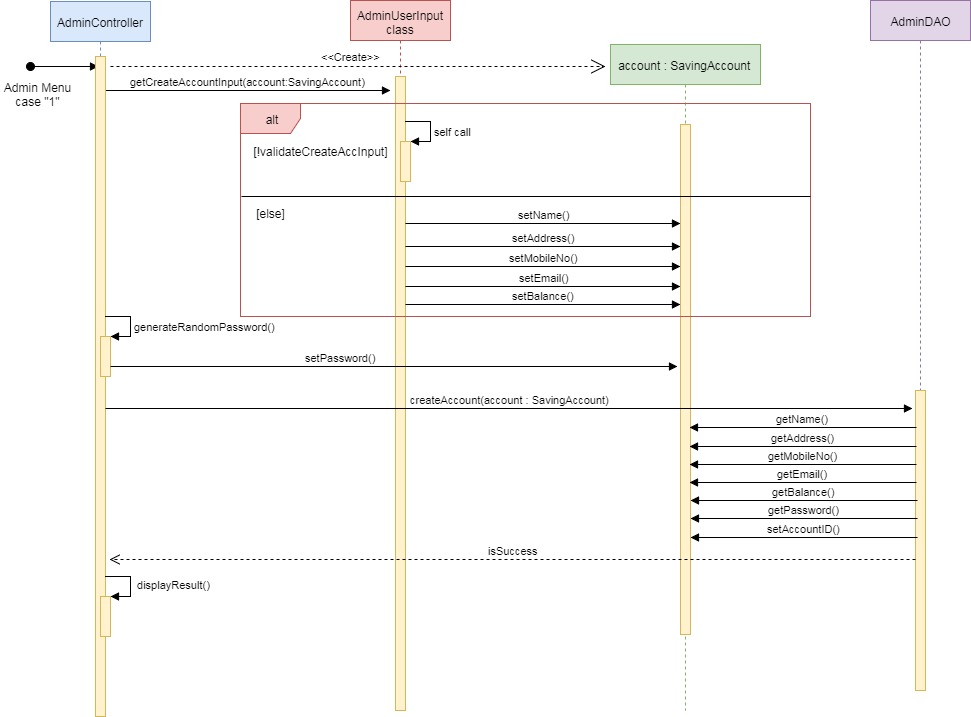 AdminController
AdminUserInput
class
AdminDAO
<<Create>>
account : SavingAccount
Admin Menu
case "1"
getCreateAccountInput(account:SavingAccount)
alt
self call
[!validateCreateAccInput]
[else]
setName()
setAddress()
setMobileNo()
setEmail()
setBalance()
generateRandomPassword()
setPassword()
createAccount(account : SavingAccount)
getName()
getAddress()
getMobileNo()
getEmail()
getBalance()
getPassword()
setAccountID()
isSuccess
displayResult()